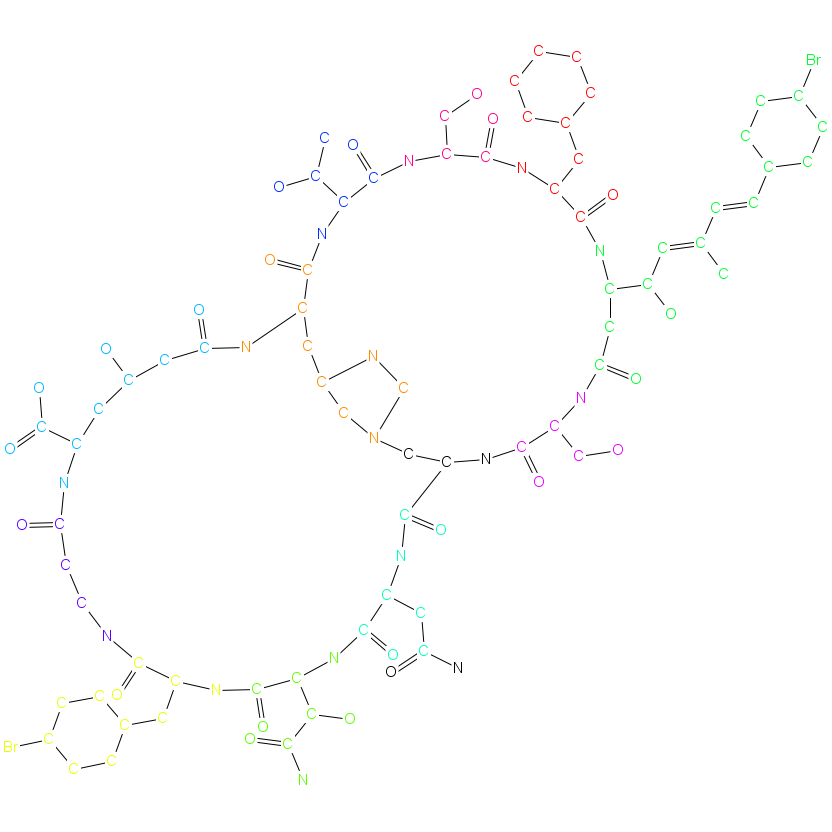 C C Br
C C O C C
C C O C C
C O C
N C C C C
C C N C
O C O
C C C
C
N N C C
O C C
C C
O C O
C
O C N C
C N C
C C C O
O N
C C
C N C
O C C C N C C O
N O
O C C O
C N
C C C
N C
C N O C
O N
C N C C
O C C
C C O C O
Br C O C
C C N